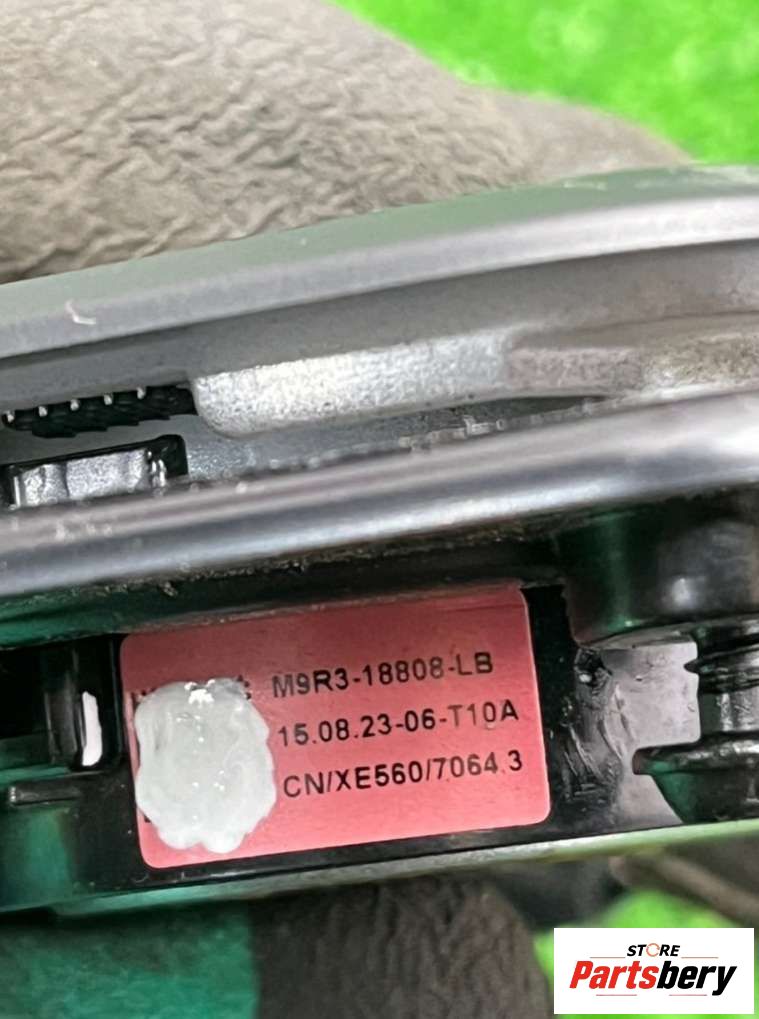 M9R3-18808-LB
15.08.23-06-T10A
CN/XE560/7064.3
STORE
Partsbery